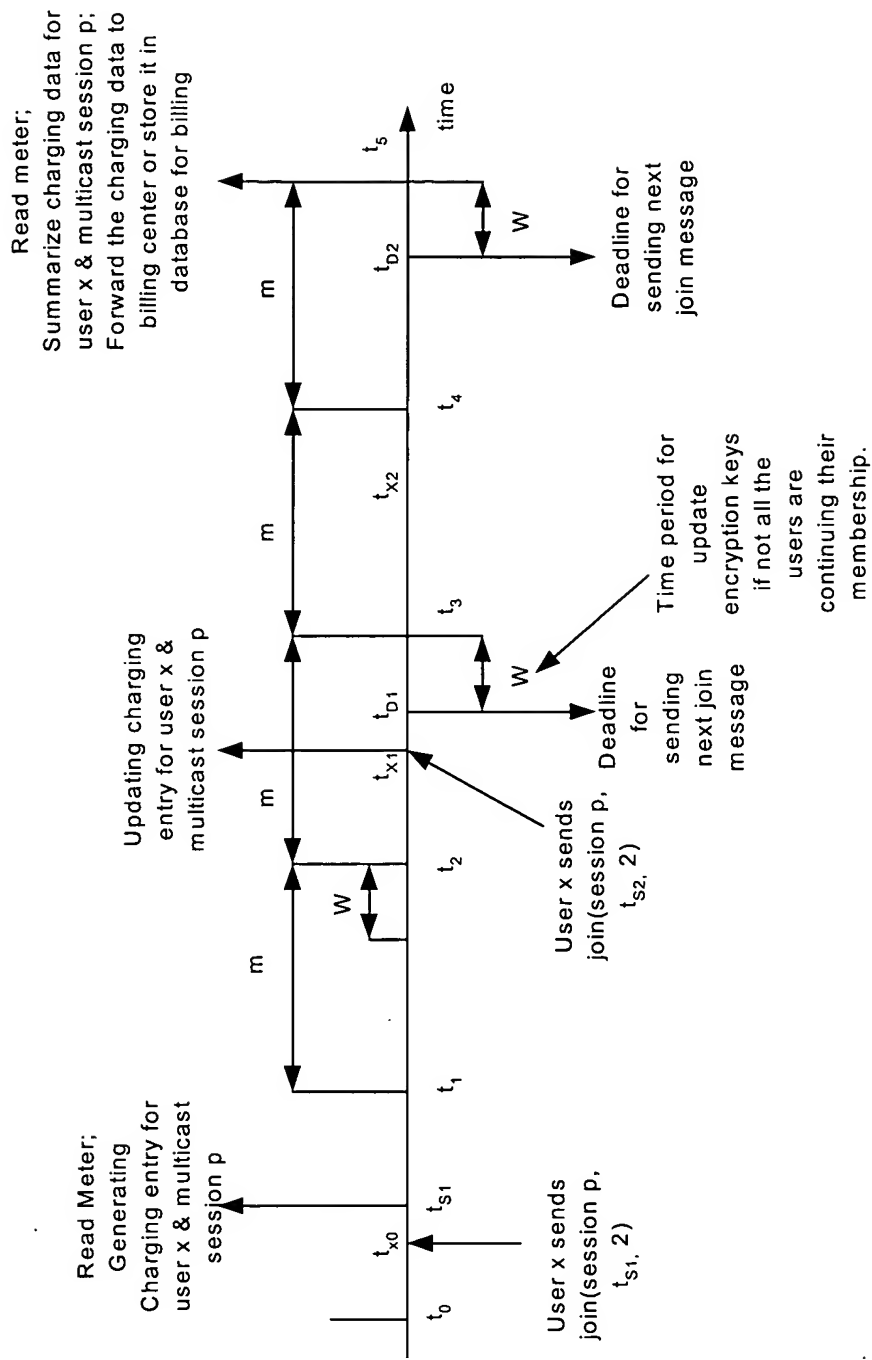 Read Meter;
Generating
Charging entry for
user x & multicast
session p
Updating charging
entry for user x &
multicast session p
Read meter;
Summarize charging data for
user x & multicast session p;
Forward the charging data to
billing center or store it in
database for billing
m
m
m
m
W
t0
tx0
tS1
t1
t2
tX1
tD1
t3
tX2
t4
tD2
t5
time
W
W
User x sends
join(session p,
tS1, 2)
User x sends
join(session p,
tS2, 2)
Deadline
for
sending
next join
message
Time period for
update
encryption keys
if not all the
users are
continuing their
membership.
Deadline for
sending next
join message